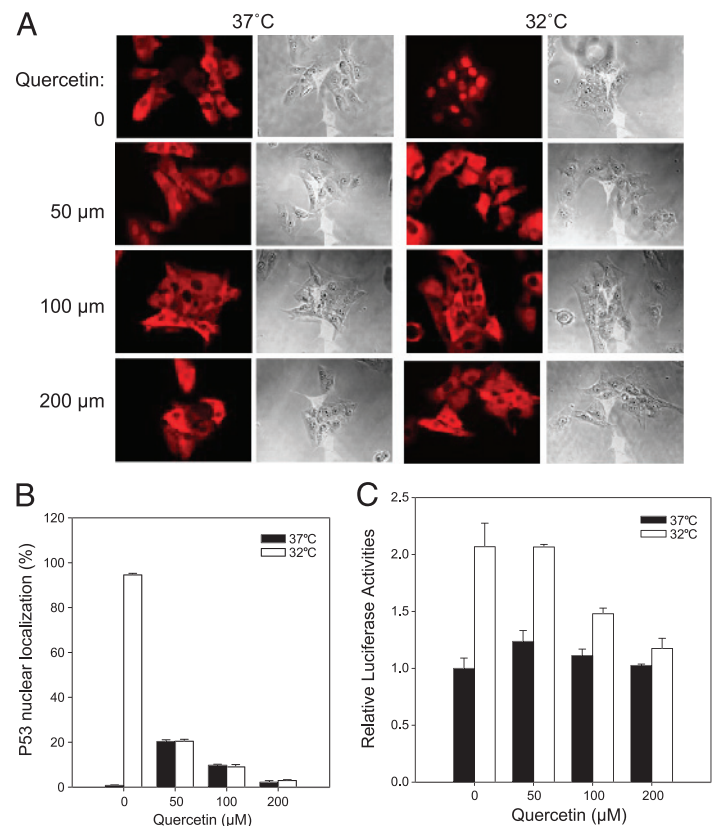 A
37˚C
32˚C
Quercetin:
0
50 µm
100 µm
200 µm
B
120
100
80
60
40
20
0
P53 nuclear localization (%)
37ºC
32ºC
0
50
100
200
Quercetin (µM)
C
2.5
2.0
1.5
1.0
0.5
0.0
Relative Luciferase Activities
37ºC
32ºC
0
50
100
200
Quercetin (µM)